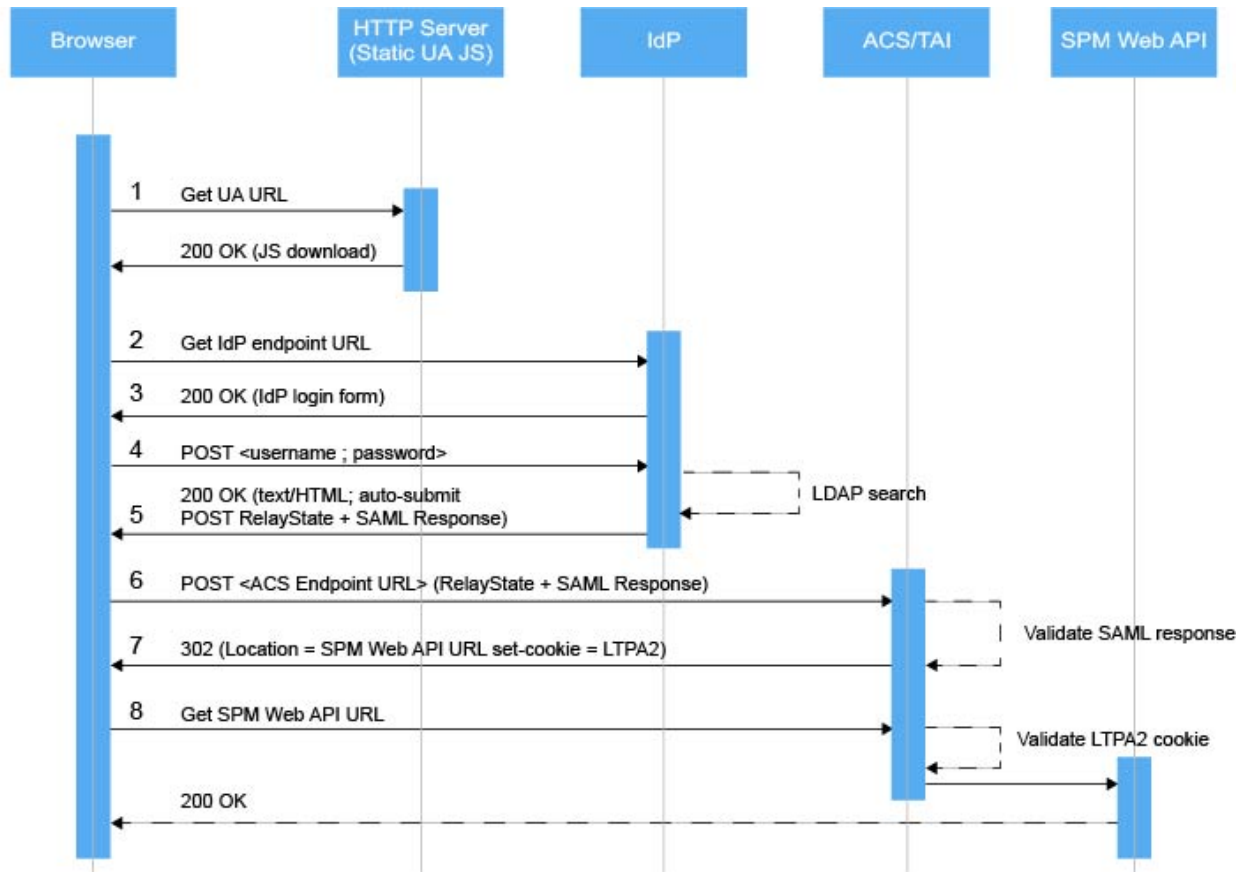 Browser
HTTP Server
(Static UA JS)
IdP
ACS/TAI
SPM Web API
1
Get UA URL
200 OK (JS download)
2
Get IdP endpoint URL
3
200 OK (IdP login form)
4
POST <username ; password>
LDAP search
200 OK (text/HTML; auto-submit
5
POST RelayState + SAML Response)
6
POST <ACS Endpoint URL> (RelayState + SAML Response)
Validate SAML response
7
302 (Location = SPM Web API URL set-cookie = LTPA2)
8
Get SPM Web API URL
Validate LTPA2 cookie
200 OK